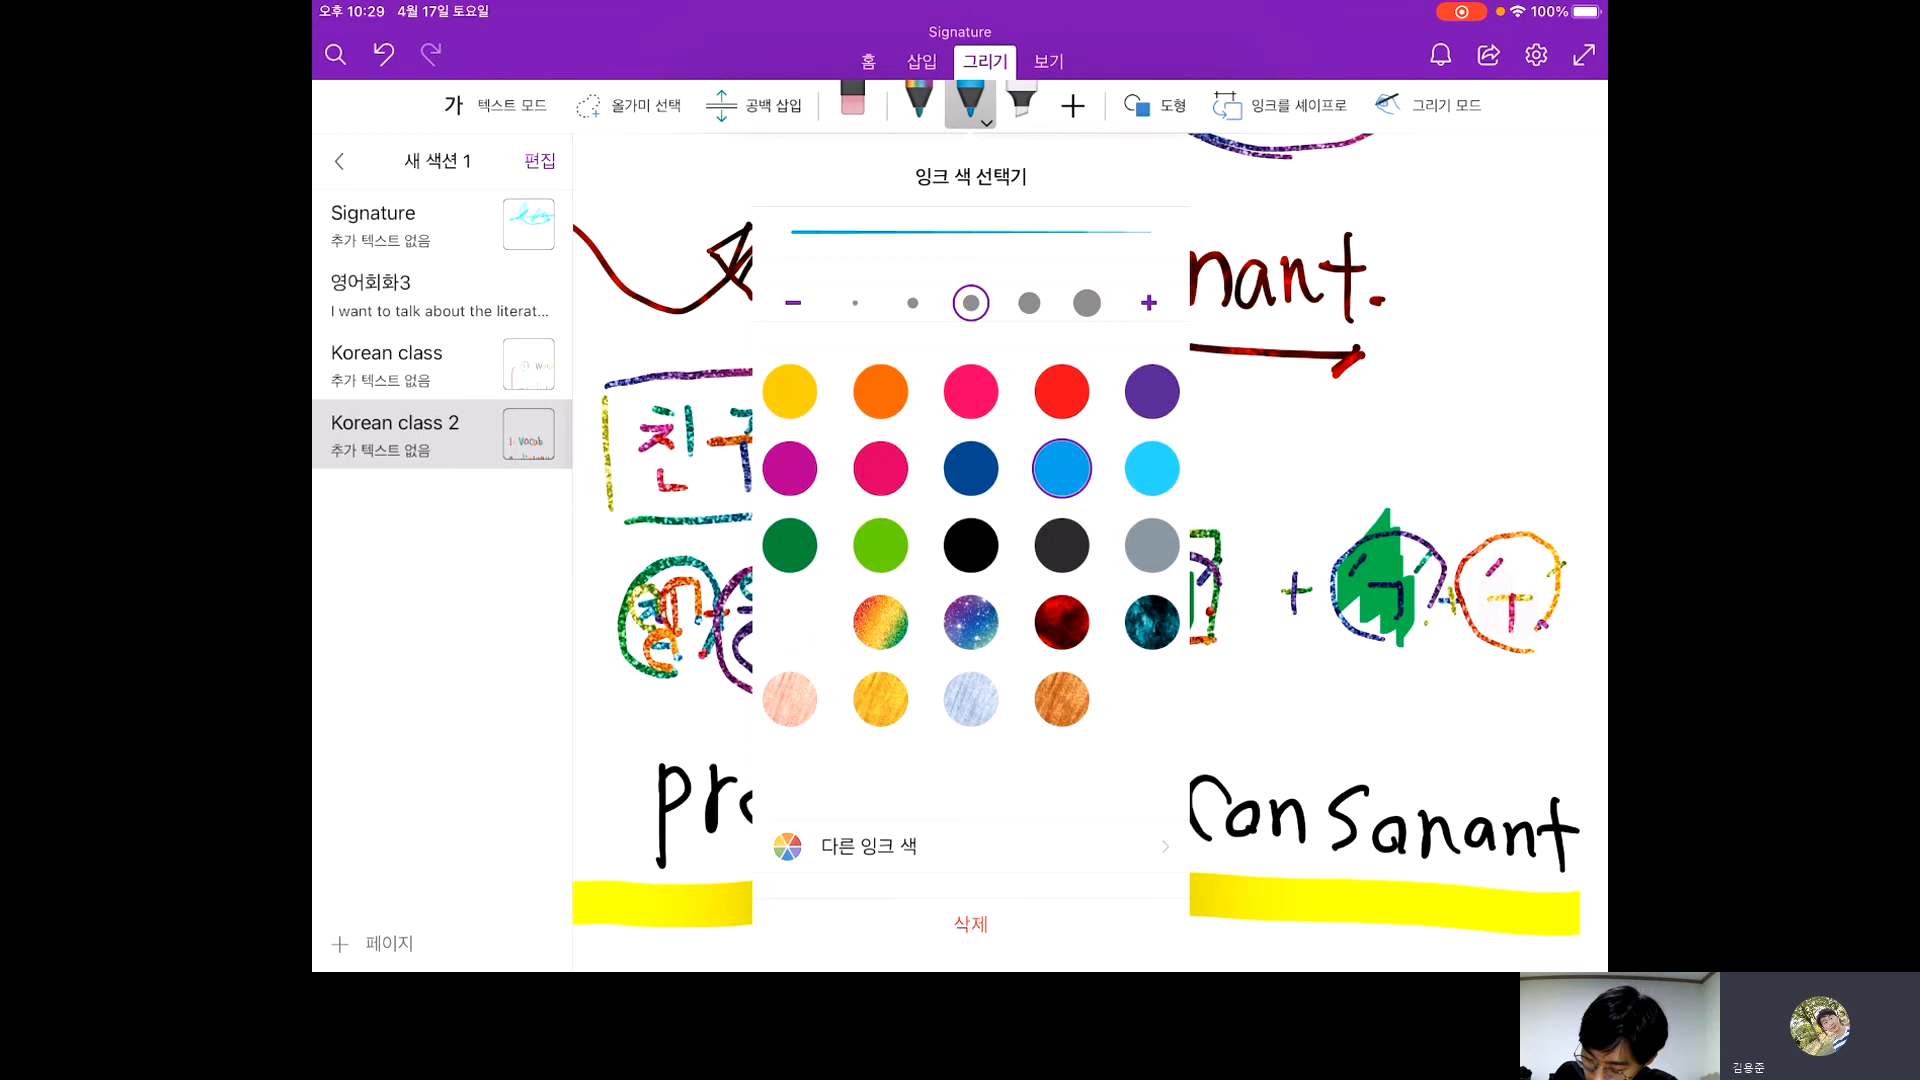 오후 10:29 4월 17일 토요일
100%
Signature
홈 삽입 그리기 보기
가 텍스트 모드 올가미 선택 공백 삽입 도형 잉크를 셰이프로 그리기 모드
새 섹션 1 편집
Signature
추가 텍스트 없음
영어회화3
I want to talk about the literat...
Korean class
추가 텍스트 없음
Korean class 2
추가 텍스트 없음
1. Vocab
페이지
잉크 색 선택기
다른 잉크 색
삭제
nant.
친구
+ ㄱ + ㅜ
pro
Consonant
김용준